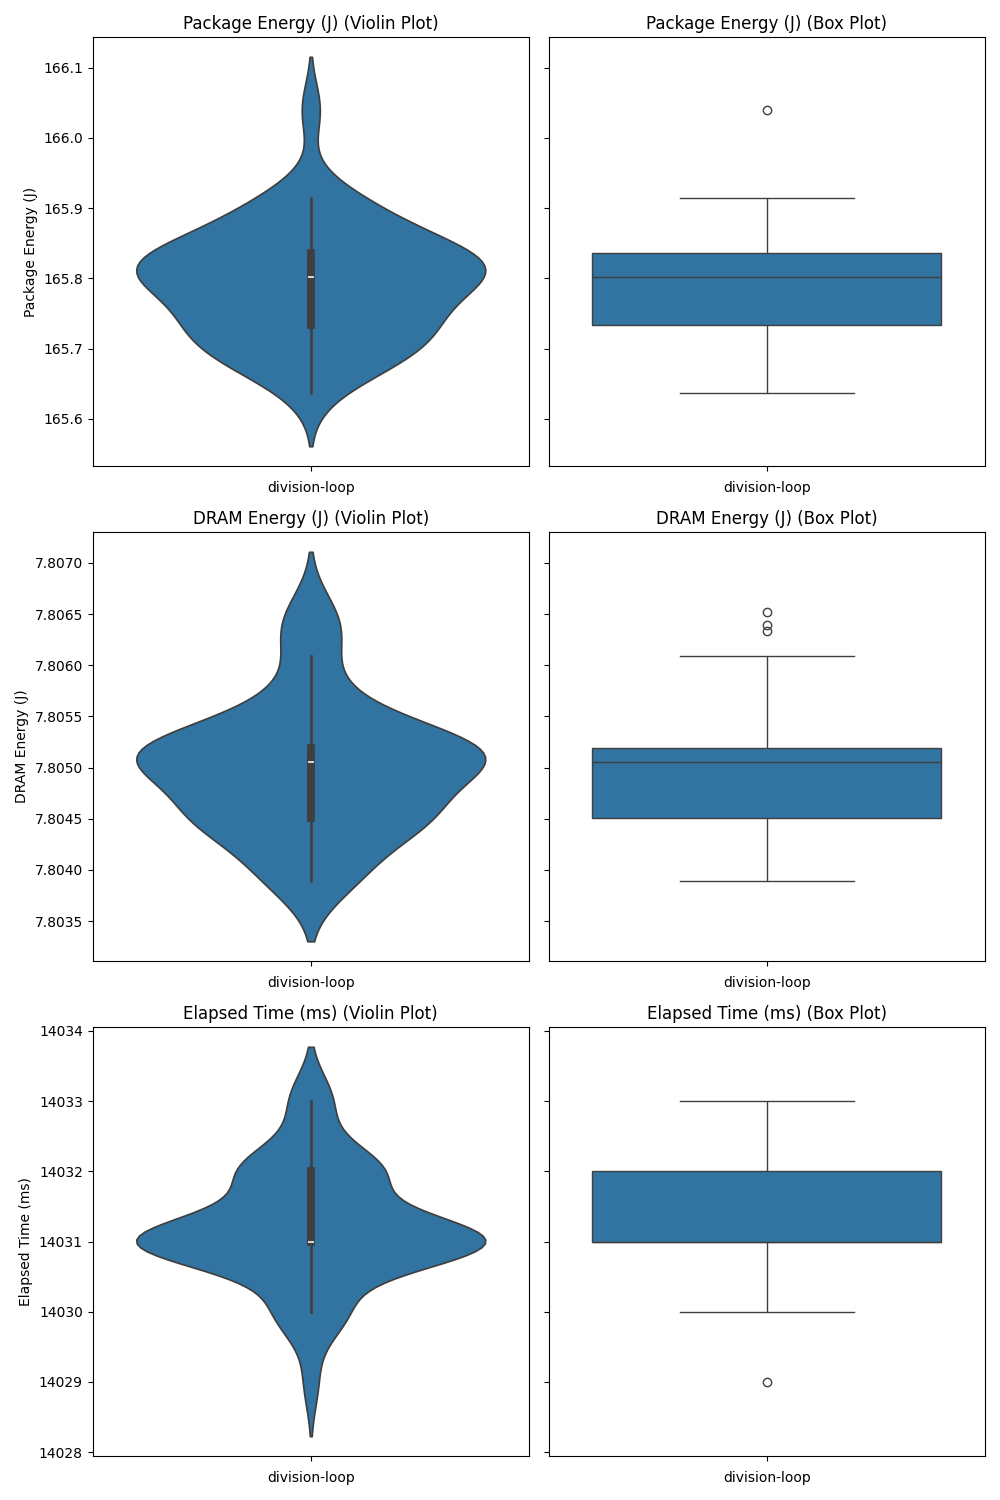 Package Energy (J) (Violin Plot)
Package Energy (J) (Box Plot)
166.1
166.0
165.9
165.8
165.7
165.6
Package Energy (J)
division-loop
division-loop
DRAM Energy (J) (Violin Plot)
DRAM Energy (J) (Box Plot)
7.8070
7.8065
7.8060
7.8055
7.8050
7.8045
7.8040
7.8035
DRAM Energy (J)
division-loop
division-loop
Elapsed Time (ms) (Violin Plot)
Elapsed Time (ms) (Box Plot)
14034
14033
14032
14031
14030
14029
14028
Elapsed Time (ms)
division-loop
division-loop